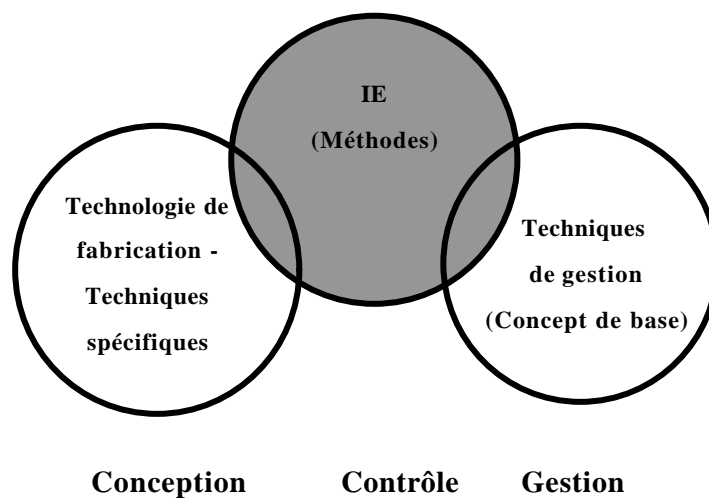 IE
(Méthodes)
Technologie de
fabrication -
Techniques
spécifiques
Techniques
de gestion
(Concept de base)
Conception Contrôle Gestion